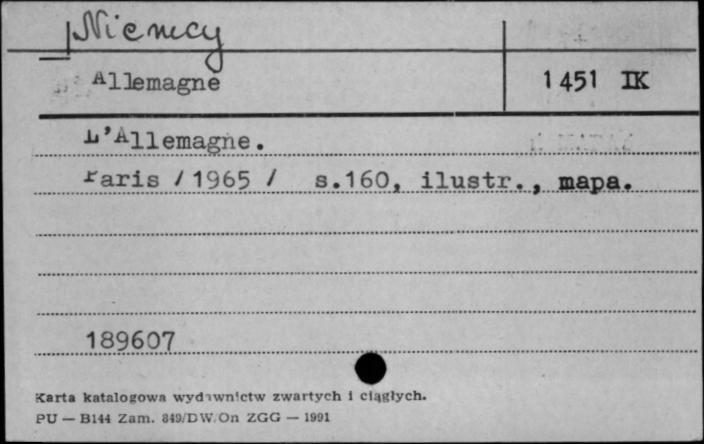 Niemcy
Allemagne 1451 IK
L'Allemagne.
Paris /1965 / s.160, ilustr., mapa.
189607
Karta katalogowa wydawnictw zwartych i ciągłych.
PU — B144 Zam. 849/DW/On ZGG — 1991